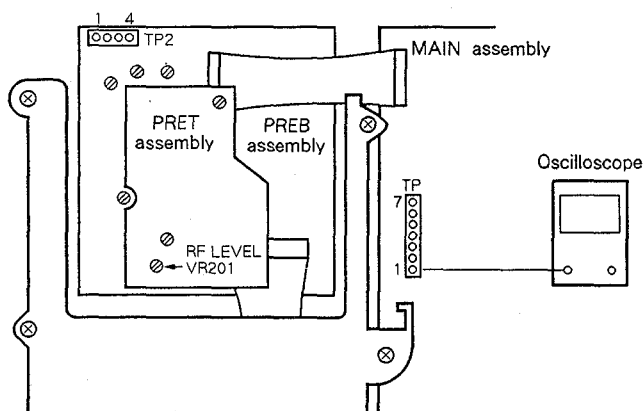 1 4
TP2
MAIN assembly
PRET
assembly
PREB
assembly
Oscilloscope
TP
7
1
RF LEVEL
VR201